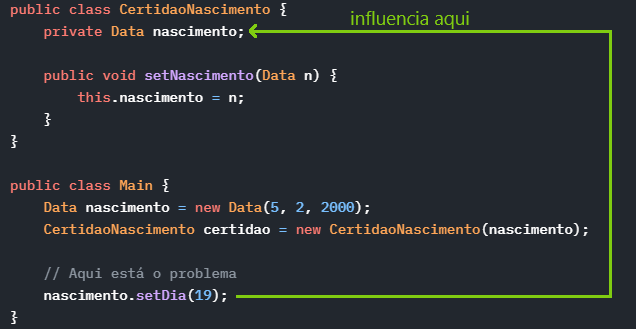 public class CertidaoNascimento {
influencia aqui
    private Data nascimento;
    public void setNascimento(Data n) {
        this.nascimento = n;
    }
}
public class Main {
    Data nascimento = new Data(5, 2, 2000);
    CertidaoNascimento certidao = new CertidaoNascimento(nascimento);
    // Aqui está o problema
    nascimento.setDia(19);
}